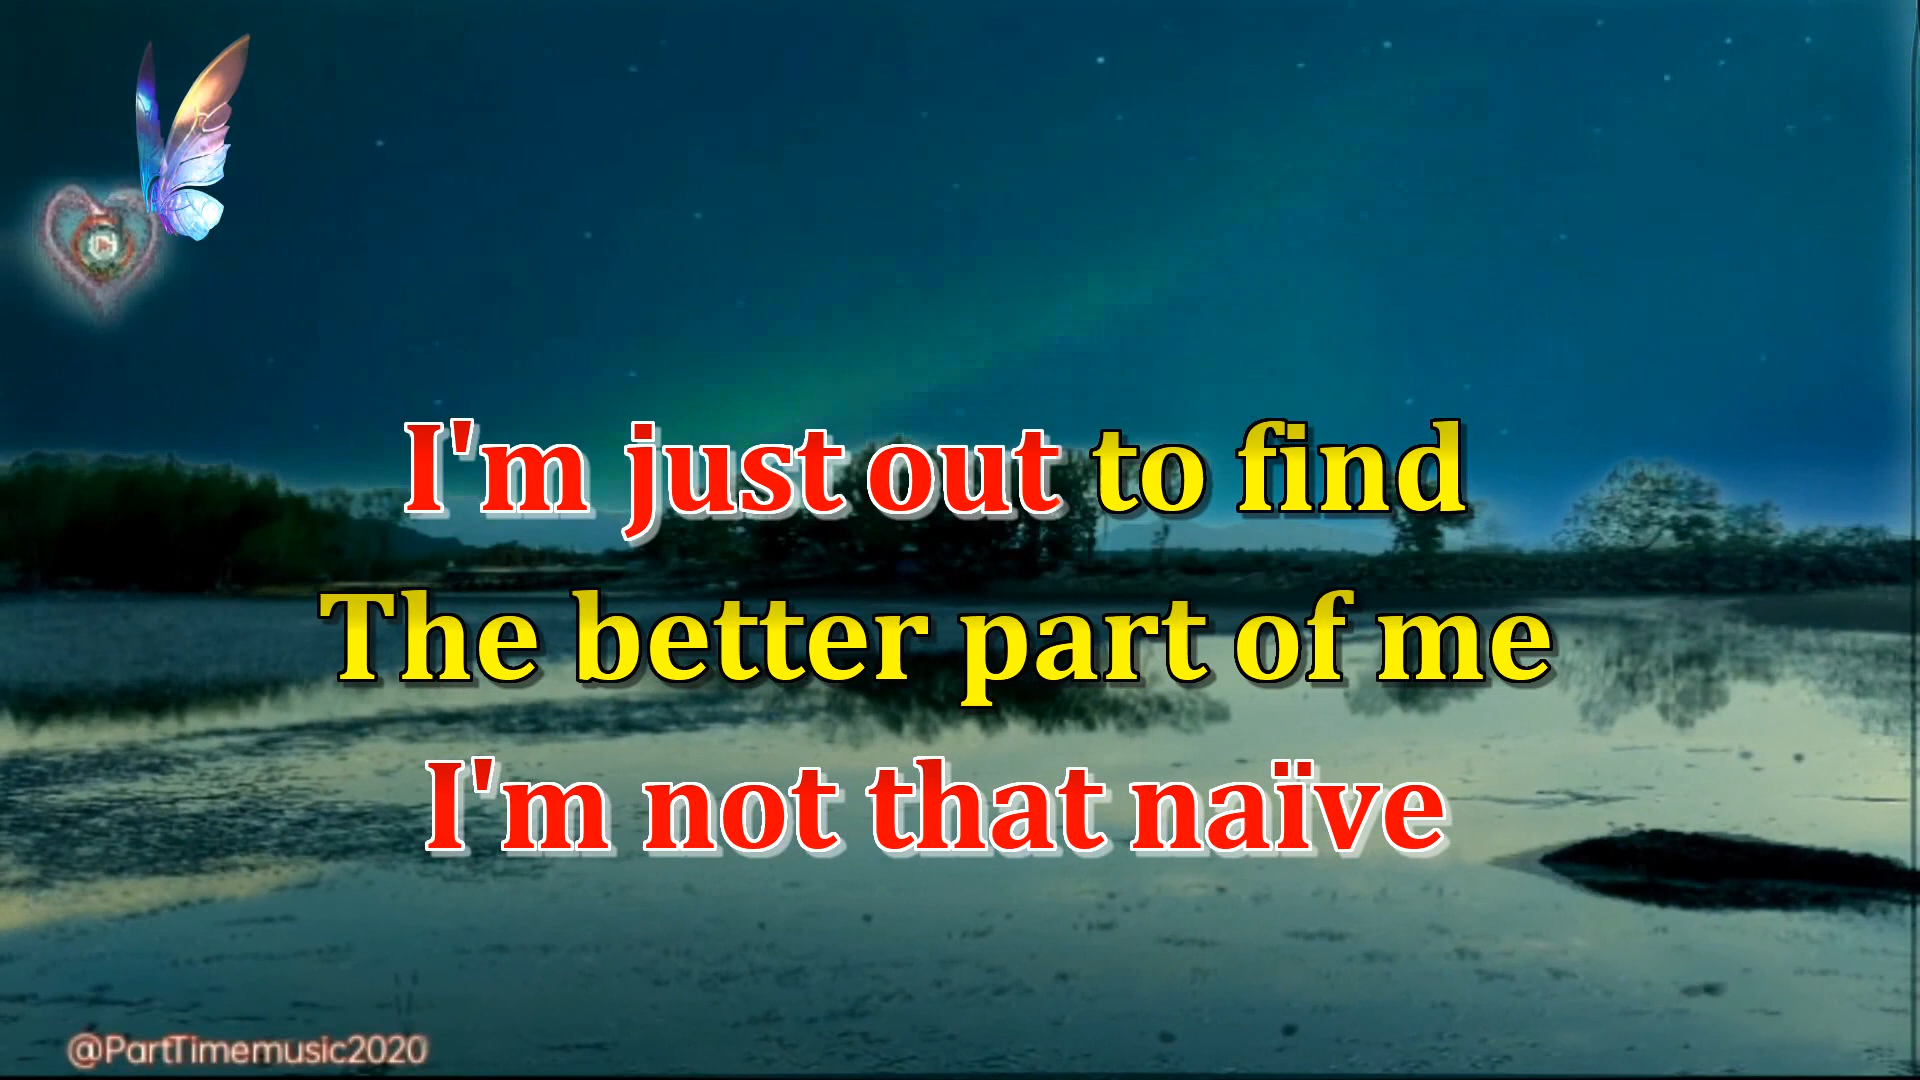 I'm just out to find
The better part of me
I'm not that naïve
@PartTimemusic2020